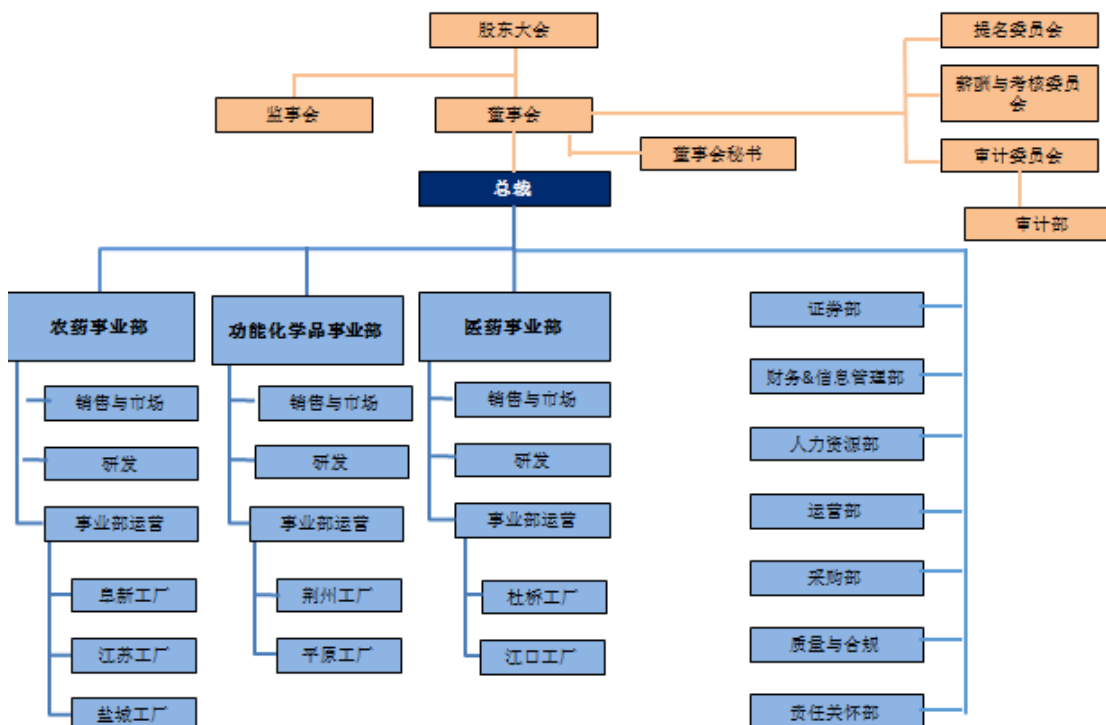 股东大会
提名委员会
薪酬与考核委员
会
监事会
董事会
董事会秘书
审计委员会
总裁
审计部
农药事业部
功能化学品事业部
医药事业部
证券部
销售与市场
销售与市场
销售与市场
财务&信息管理部
研发
研发
研发
人力资源部
事业部运营
事业部运营
事业部运营
运营部
阜新工厂
荆州工厂
杜桥工厂
采购部
江苏工厂
平原工厂
江口工厂
质量与合规
盐城工厂
责任关怀部